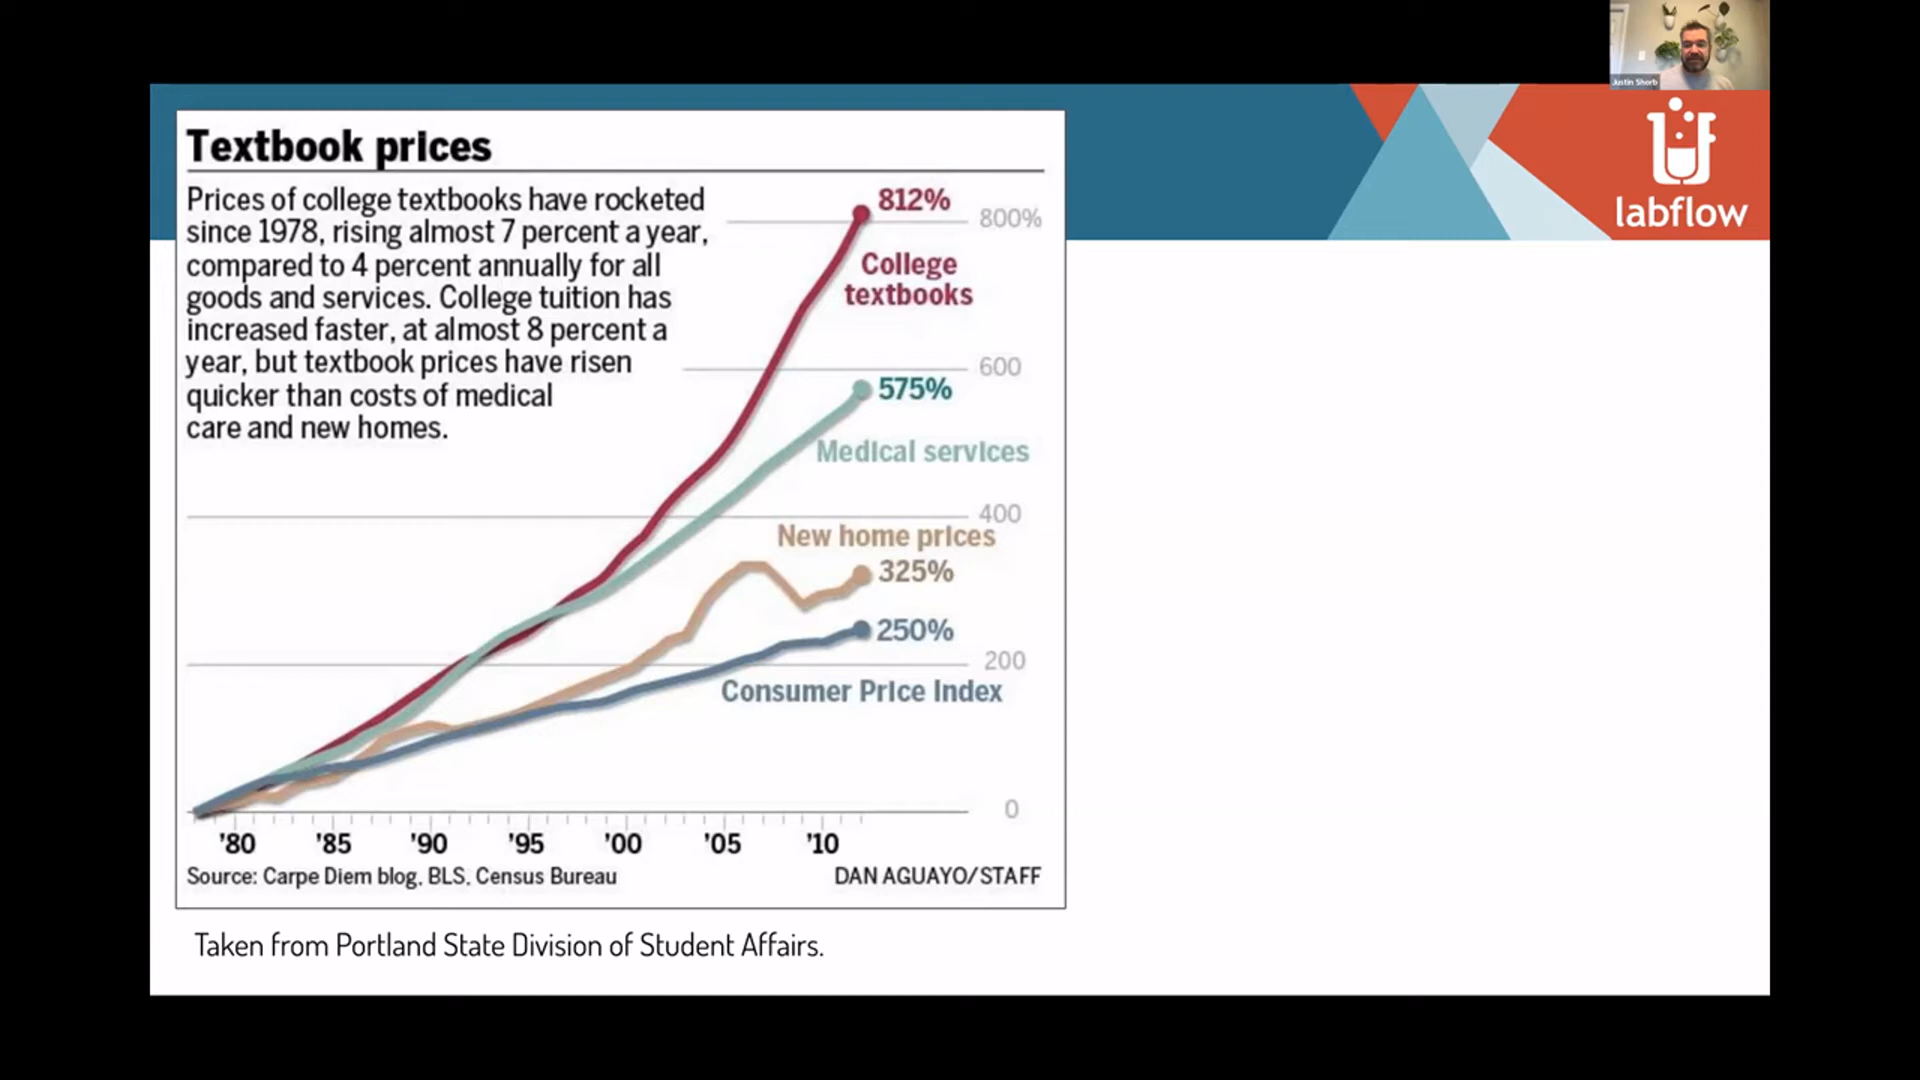 Justin Shorb
labflow
Textbook prices
Prices of college textbooks have rocketed
since 1978, rising almost 7 percent a year,
compared to 4 percent annually for all
goods and services. College tuition has
increased faster, at almost 8 percent a
year, but textbook prices have risen
quicker than costs of medical
care and new homes.
812%
800%
College
textbooks
600
575%
Medical services
400
New home prices
325%
250%
200
Consumer Price Index
0
'80 '85 '90 '95 '00 '05 '10
Source: Carpe Diem blog, BLS, Census Bureau
DAN AGUAYO/STAFF
Taken from Portland State Division of Student Affairs.